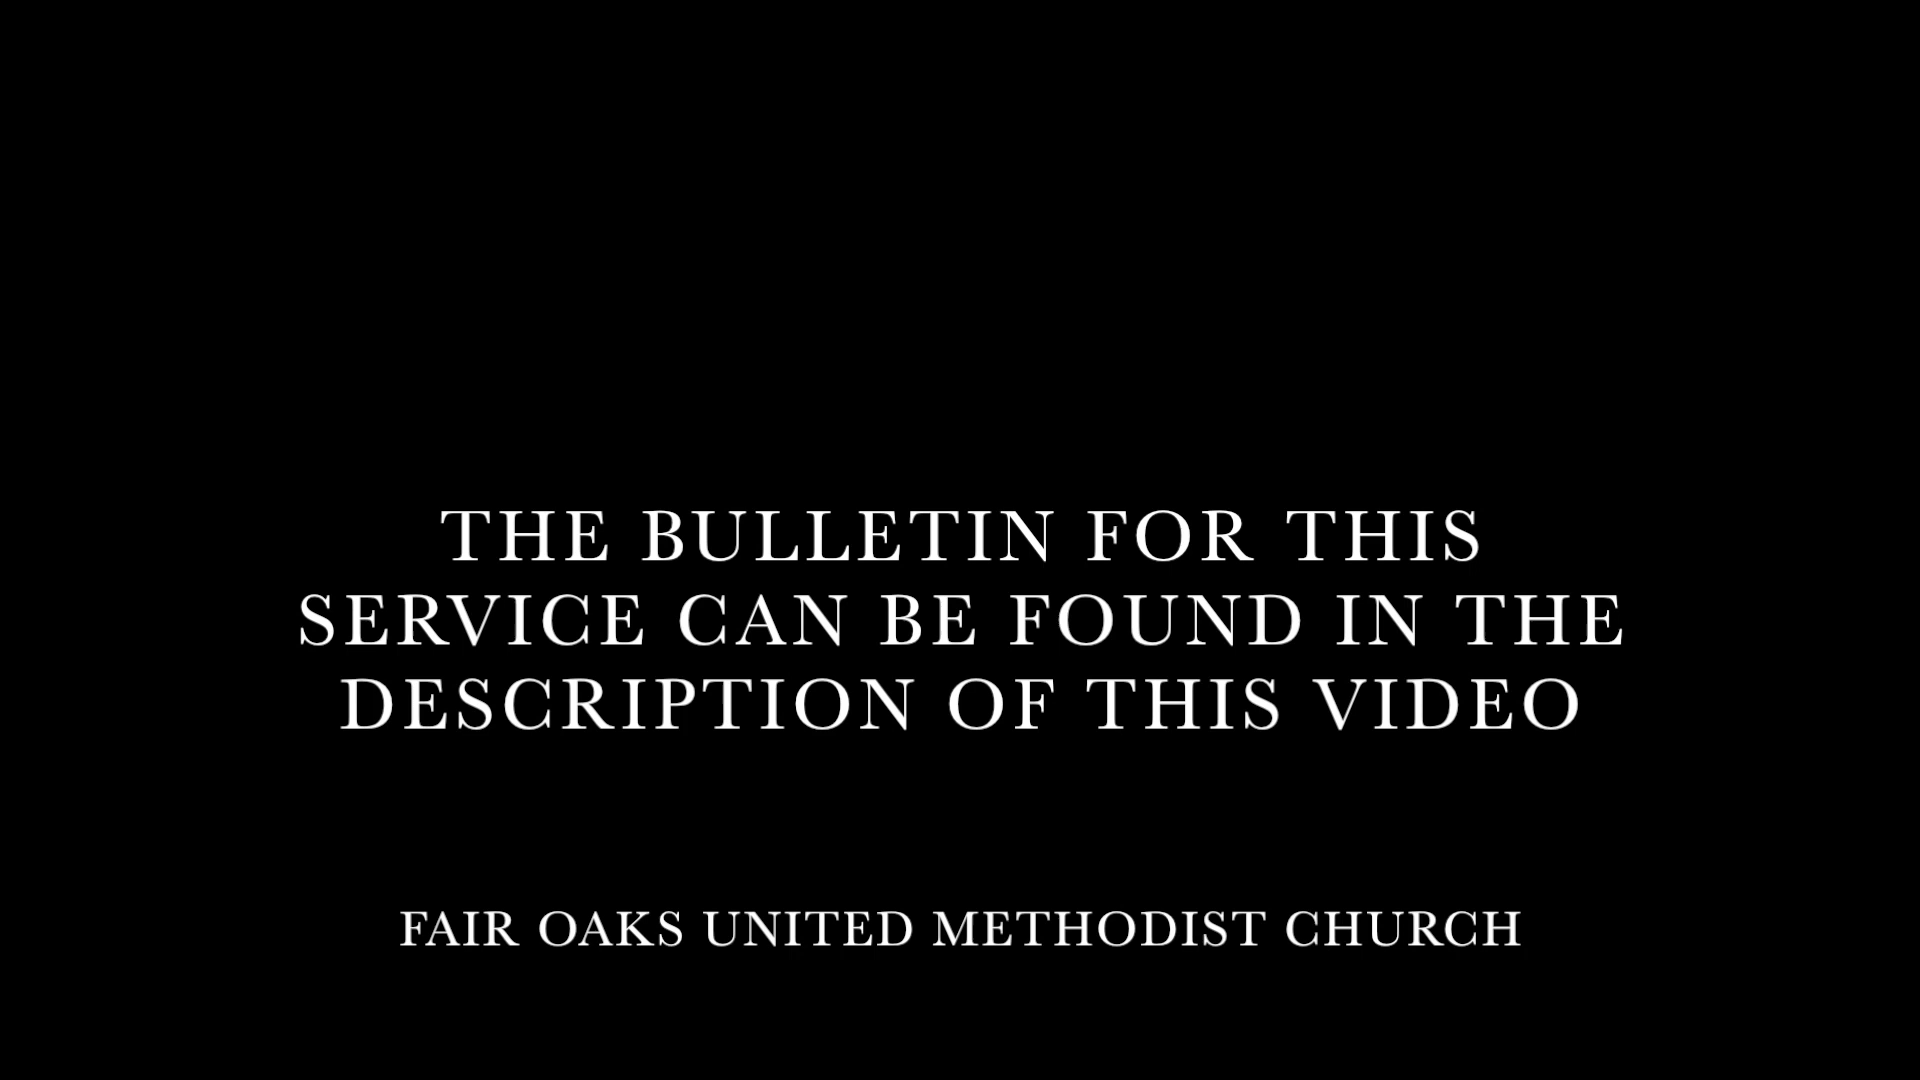 THE BULLETIN FOR THIS
SERVICE CAN BE FOUND IN THE
DESCRIPTION OF THIS VIDEO
FAIR OAKS UNITED METHODIST CHURCH